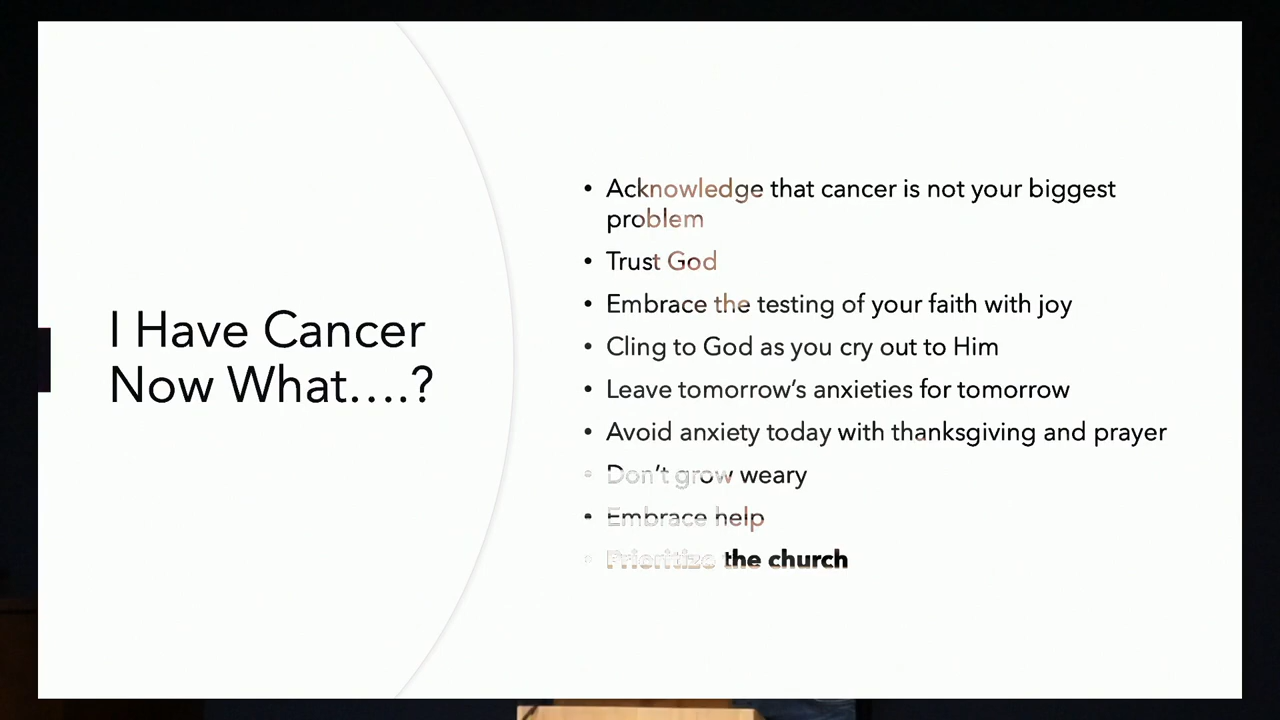 I Have Cancer
Now What….?
• Acknowledge that cancer is not your biggest
problem
• Trust God
• Embrace the testing of your faith with joy
• Cling to God as you cry out to Him
• Leave tomorrow’s anxieties for tomorrow
• Avoid anxiety today with thanksgiving and prayer
• Don’t grow weary
• Embrace help
• Prioritize the church